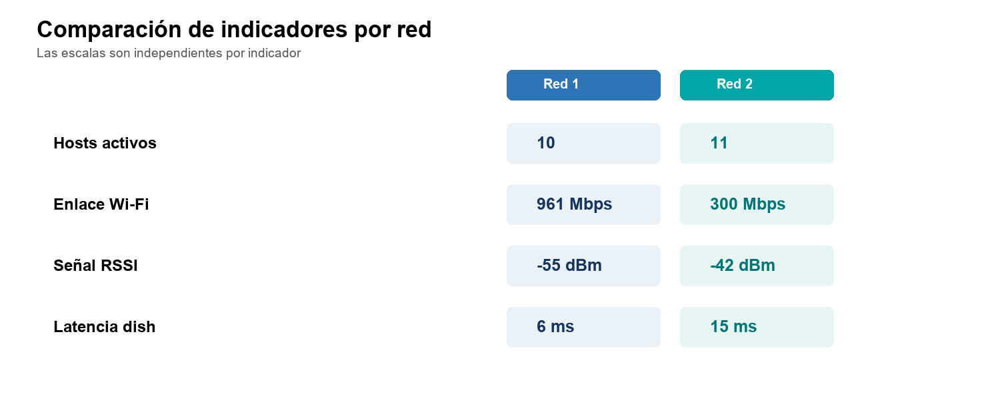 Comparación de indicadores por red
Las escalas son independientes por indicador
Red 1 Red 2
Hosts activos 10 11
Enlace Wi-Fi 961 Mbps 300 Mbps
Señal RSSI -55 dBm -42 dBm
Latencia dish 6 ms 15 ms